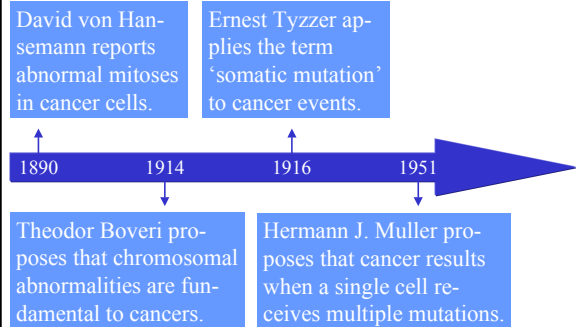 David von Han-
semann reports
abnormal mitoses
in cancer cells.
Ernest Tyzzer ap-
plies the term
‘somatic mutation’
to cancer events.
1890 1914 1916 1951
Theodor Boveri pro-
poses that chromosomal
abnormalities are fun-
damental to cancers.
Hermann J. Muller pro-
poses that cancer results
when a single cell re-
ceives multiple mutations.